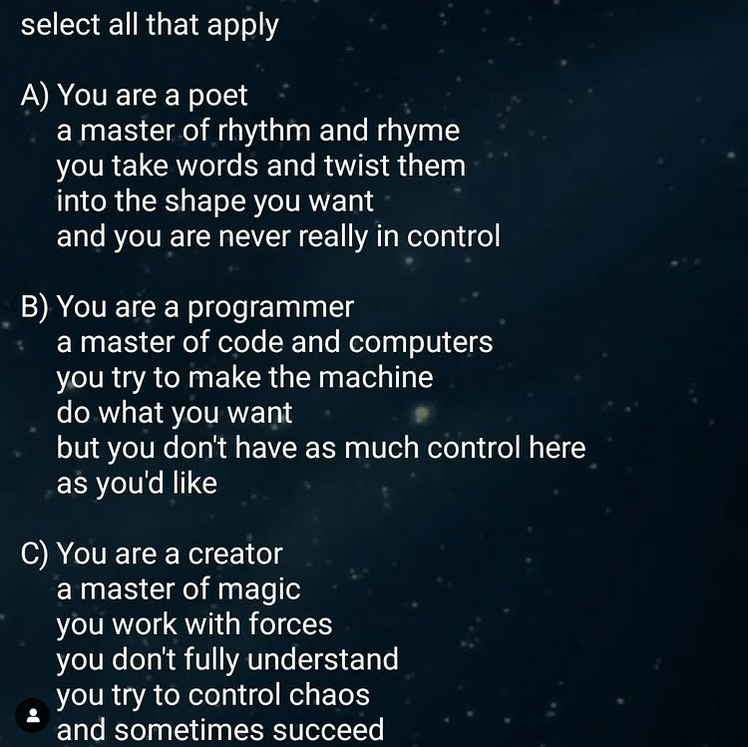 select all that apply
A) You are a poet
a master of rhythm and rhyme
you take words and twist them
into the shape you want
and you are never really in control
B) You are a programmer
a master of code and computers
you try to make the machine
do what you want
but you don't have as much control here
as you'd like
C) You are a creator
a master of magic
you work with forces
you don't fully understand
you try to control chaos
and sometimes succeed